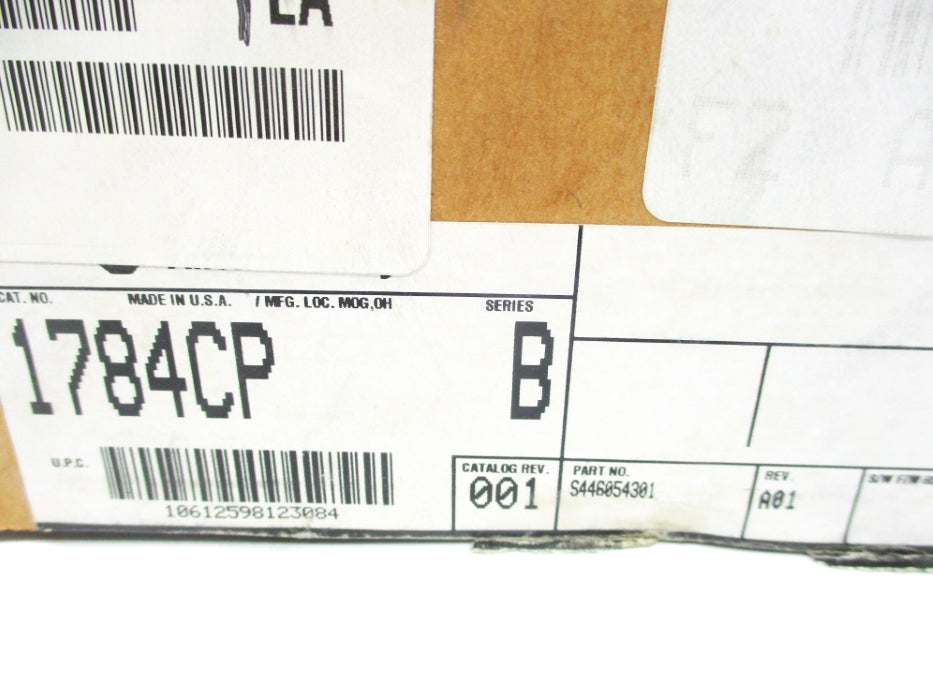 EA
CAT. NO. MADE IN U.S.A. / MFG. LOC. MOG,OH SERIES
1784CP B
U.P.C.
10612598123084
CATALOG REV.
001
PART NO.
S446054301
REV.
A01
S/W F/W